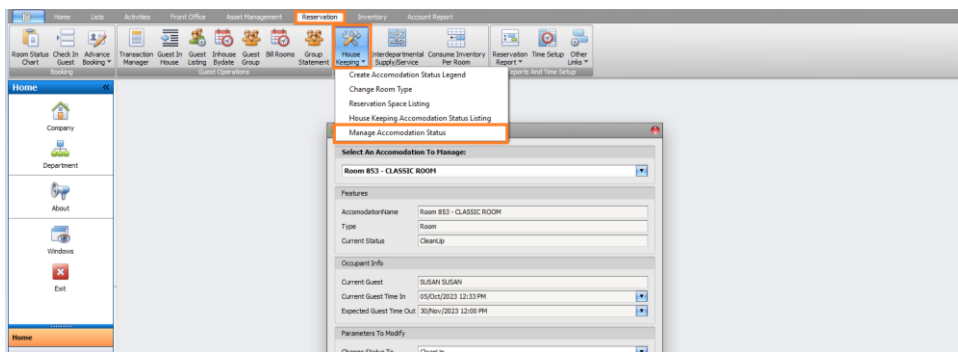 Home Lists Activities Front Office Asset Management Reservation Inventory Account Report
Room Status Chart
Check In Guest
Advance Booking
Transaction Manager
Guest In House
Guest Listing
Inhouse Bydate
Guest Group
Bill Rooms
Group Statement
House Keeping
Interdepartmental Supply/Service
Consume Inventory Per Room
Reservation Report
Time Setup
Other Links
Booking
Guest Operations
Reports And Time Setup
Home
Company
Department
About
Windows
Exit
Home
Create Accomodation Status Legend
Change Room Type
Reservation Space Listing
House Keeping Accomodation Status Listing
Manage Accomodation Status
Select An Accomodation To Manage:
Room 853 - CLASSIC ROOM
Features
AccomodationName Room 853 - CLASSIC ROOM
Type Room
Current Status CleanUp
Occupant Info
Current Guest SUSAN SUSAN
Current Guest Time In 05/Oct/2023 12:33 PM
Expected Guest Time Out 30/Nov/2023 12:00 PM
Parameters To Modify
Change Status To CleanUp